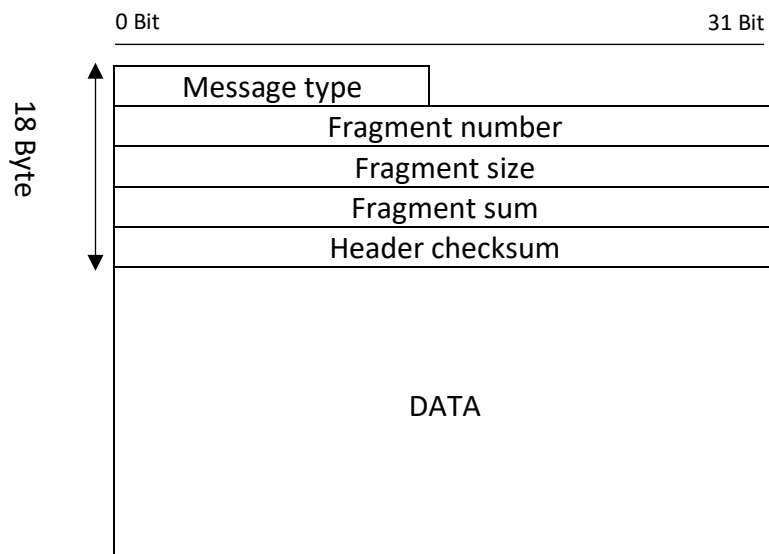 0 Bit 31 Bit
18 Byte
Message type
Fragment number
Fragment size
Fragment sum
Header checksum
DATA